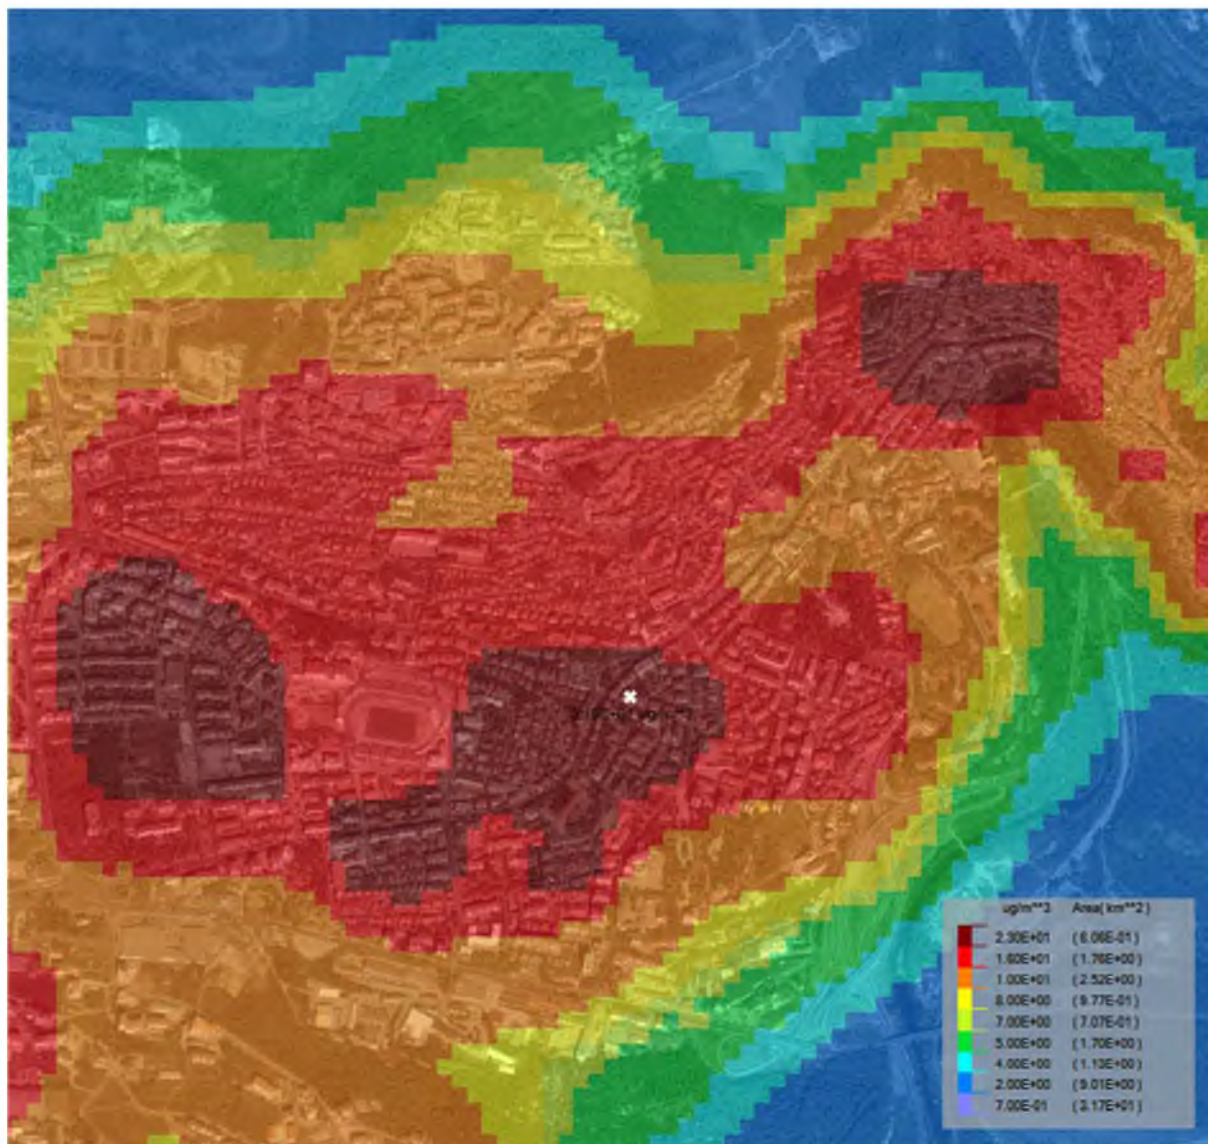 ug/m**3 Area(km**2)
2.30E+01 (6.06E-01)
1.60E+01 (1.76E+00)
1.00E+01 (2.52E+00)
8.00E+00 (9.77E-01)
7.00E+00 (7.07E-01)
5.00E+00 (1.70E+00)
4.00E+00 (1.13E+00)
2.00E+00 (9.01E+00)
7.00E-01 (3.17E+01)